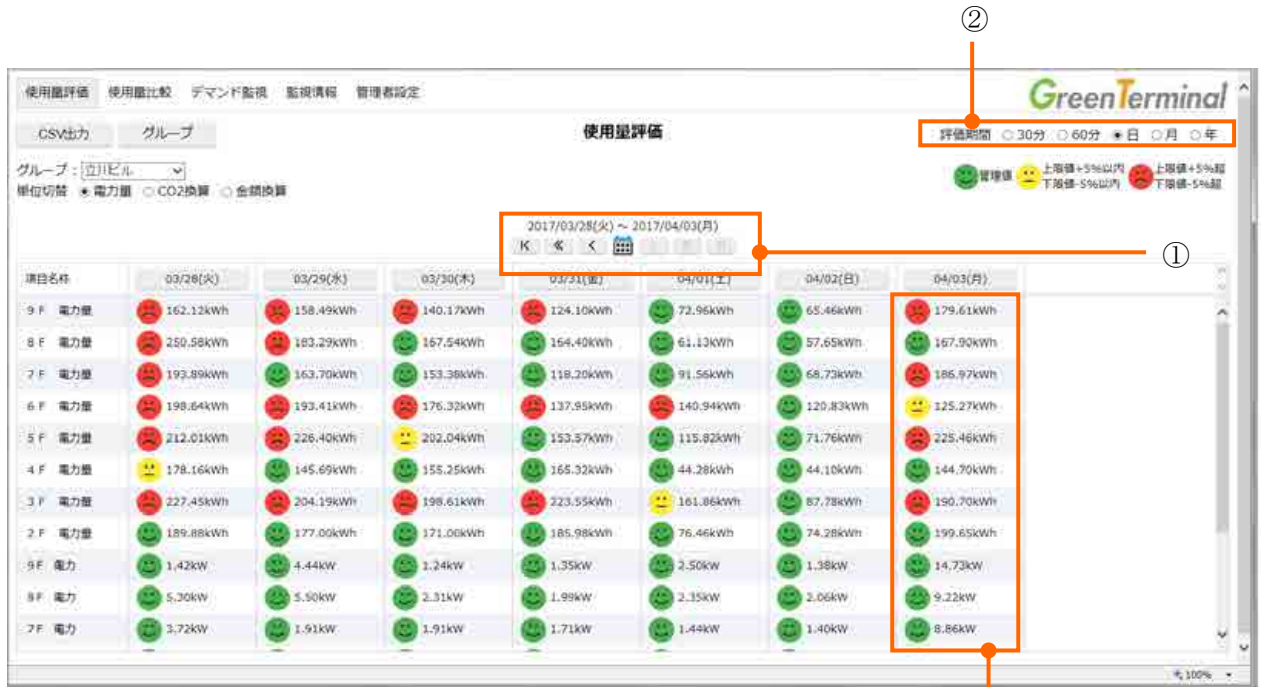 ②
使用量評価 使用量比較 デマンド監視 監視情報 管理者設定
GreenTerminal
CSV出力 グループ 使用量評価 評価期間 30分 60分 日 月 年
グループ : 立川ビル
単位切替 電力量 CO2換算 金額換算
管理値 上限値+5%以内 下限値-5%以内 上限値+5%超 下限値-5%超
2017/03/28(火) ~ 2017/04/03(月)
①
項目名称 03/28(火) 03/29(水) 03/30(木) 03/31(金) 04/01(土) 04/02(日) 04/03(月)
9F 電力量 162.12kWh 158.49kWh 140.17kWh 124.10kWh 72.96kWh 65.46kWh 179.61kWh
8F 電力量 250.58kWh 183.29kWh 167.54kWh 164.40kWh 61.13kWh 57.65kWh 167.90kWh
7F 電力量 193.89kWh 163.70kWh 153.38kWh 118.20kWh 91.56kWh 68.73kWh 186.97kWh
6F 電力量 198.64kWh 193.41kWh 176.32kWh 137.95kWh 140.94kWh 120.83kWh 125.27kWh
5F 電力量 212.01kWh 226.40kWh 202.04kWh 153.57kWh 115.82kWh 71.76kWh 225.46kWh
4F 電力量 178.16kWh 145.69kWh 155.25kWh 165.32kWh 44.28kWh 44.10kWh 144.70kWh
3F 電力量 227.45kWh 204.19kWh 198.61kWh 223.55kWh 161.86kWh 87.78kWh 190.70kWh
2F 電力量 189.88kWh 177.00kWh 171.00kWh 185.98kWh 76.46kWh 74.28kWh 199.65kWh
9F 電力 1.42kW 4.44kW 1.24kW 1.35kW 2.50kW 1.38kW 14.73kW
8F 電力 5.30kW 5.50kW 2.31kW 1.99kW 2.35kW 2.06kW 9.22kW
7F 電力 3.72kW 1.91kW 1.91kW 1.71kW 1.44kW 1.40kW 8.86kW
100%